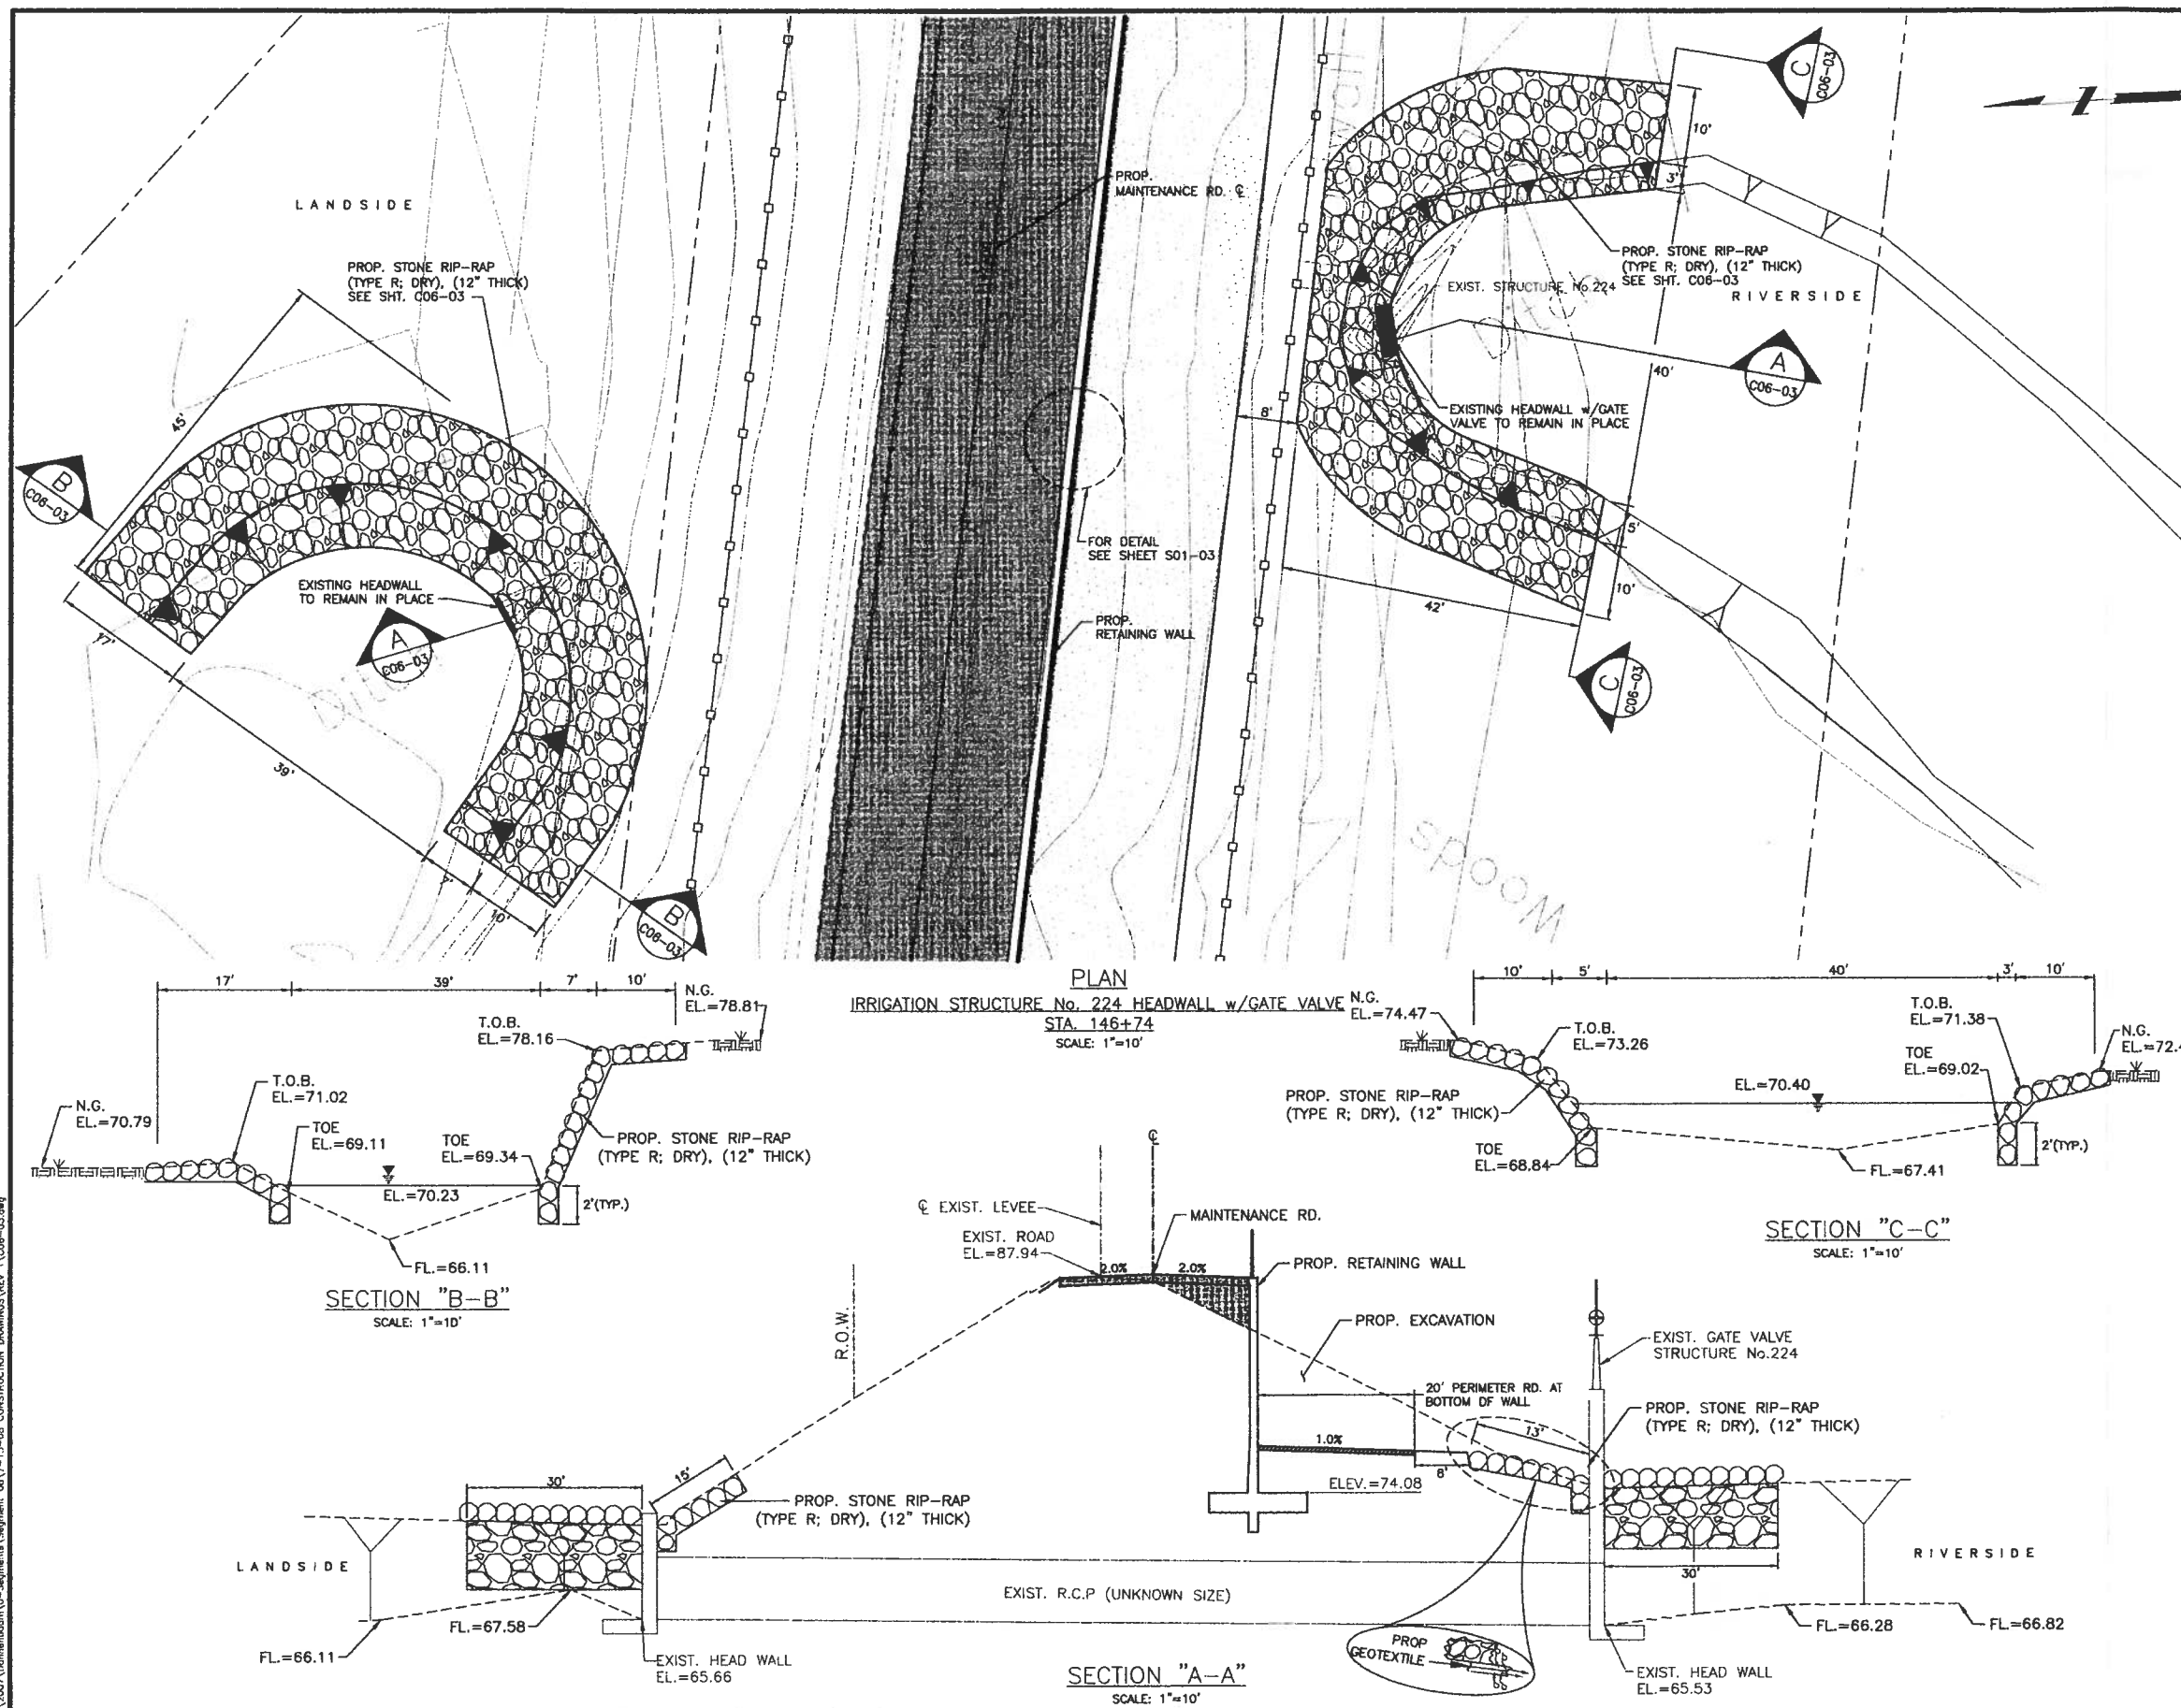 LANDSIDE
PROP. STONE RIP-RAP
(TYPE R; DRY), (12" THICK)
SEE SHT. C06-03
45'
B
C06-03
EXISTING HEADWALL
TO REMAIN IN PLACE
A
C06-03
17'
39'
10'
B
C06-03
Ditch
PROP.
MAINTENANCE RD. ℄
FOR DETAIL
SEE SHEET S01-03
PROP.
RETAINING WALL
8'
42'
C
C06-03
10'
3'
PROP. STONE RIP-RAP
(TYPE R; DRY), (12" THICK)
SEE SHT. C06-03
RIVERSIDE
EXIST. STRUCTURE No.224
Ditch
A
C06-03
40'
EXISTING HEADWALL w/GATE
VALVE TO REMAIN IN PLACE
5'
10'
C
C06-03
Woods
Z
PLAN
IRRIGATION STRUCTURE No. 224 HEADWALL w/GATE VALVE
STA. 146+74
SCALE: 1"=10'
17'
39'
7'
10'
N.G.
EL.=78.81
T.O.B.
EL.=78.16
T.O.B.
EL.=71.02
N.G.
EL.=70.79
TOE
EL.=69.11
TOE
EL.=69.34
PROP. STONE RIP-RAP
(TYPE R; DRY), (12" THICK)
EL.=70.23
2'(TYP.)
FL.=66.11
SECTION "B-B"
SCALE: 1"=10'
10'
5'
40'
3'
10'
N.G.
EL.=74.47
T.O.B.
EL.=73.26
T.O.B.
EL.=71.38
N.G.
TOE
EL.=69.02
EL.=70.40
PROP. STONE RIP-RAP
(TYPE R; DRY), (12" THICK)
TOE
EL.=68.84
2'(TYP.)
FL.=67.41
SECTION "C-C"
SCALE: 1"=10'
℄
℄ EXIST. LEVEE
MAINTENANCE RD.
EXIST. ROAD
EL.=87.94
2.0%
2.0%
PROP. RETAINING WALL
R.O.W.
PROP. EXCAVATION
EXIST. GATE VALVE
STRUCTURE No.224
20' PERIMETER RD. AT
BOTTOM OF WALL
PROP. STONE RIP-RAP
(TYPE R; DRY), (12" THICK)
13'
1.0%
ELEV.=74.08
30'
15'
PROP. STONE RIP-RAP
(TYPE R; DRY), (12" THICK)
LANDSIDE
EXIST. R.C.P (UNKNOWN SIZE)
30'
RIVERSIDE
FL.=66.11
FL.=67.58
EXIST. HEAD WALL
EL.=65.66
PROP
GEOTEXTILE
FL.=66.28
FL.=66.82
EXIST. HEAD WALL
EL.=65.53
SECTION "A-A"
SCALE: 1"=10'